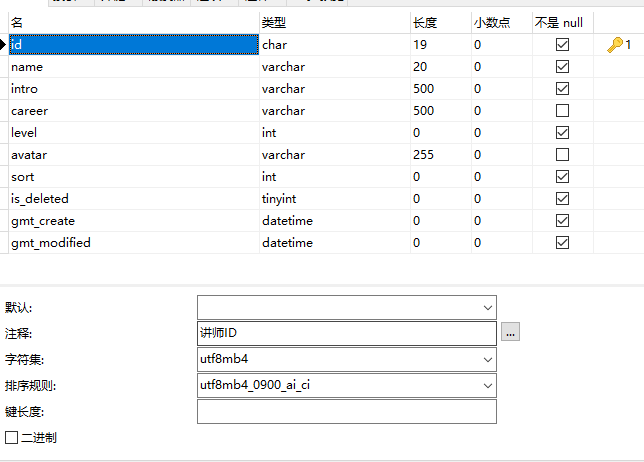 名 类型 长度 小数点 不是 null
id char 19 0 1
name varchar 20 0
intro varchar 500 0
career varchar 500 0
level int 0 0
avatar varchar 255 0
sort int 0 0
is_deleted tinyint 0 0
gmt_create datetime 0 0
gmt_modified datetime 0 0
默认:
注释: 讲师ID ...
字符集: utf8mb4
排序规则: utf8mb4_0900_ai_ci
键长度:
二进制